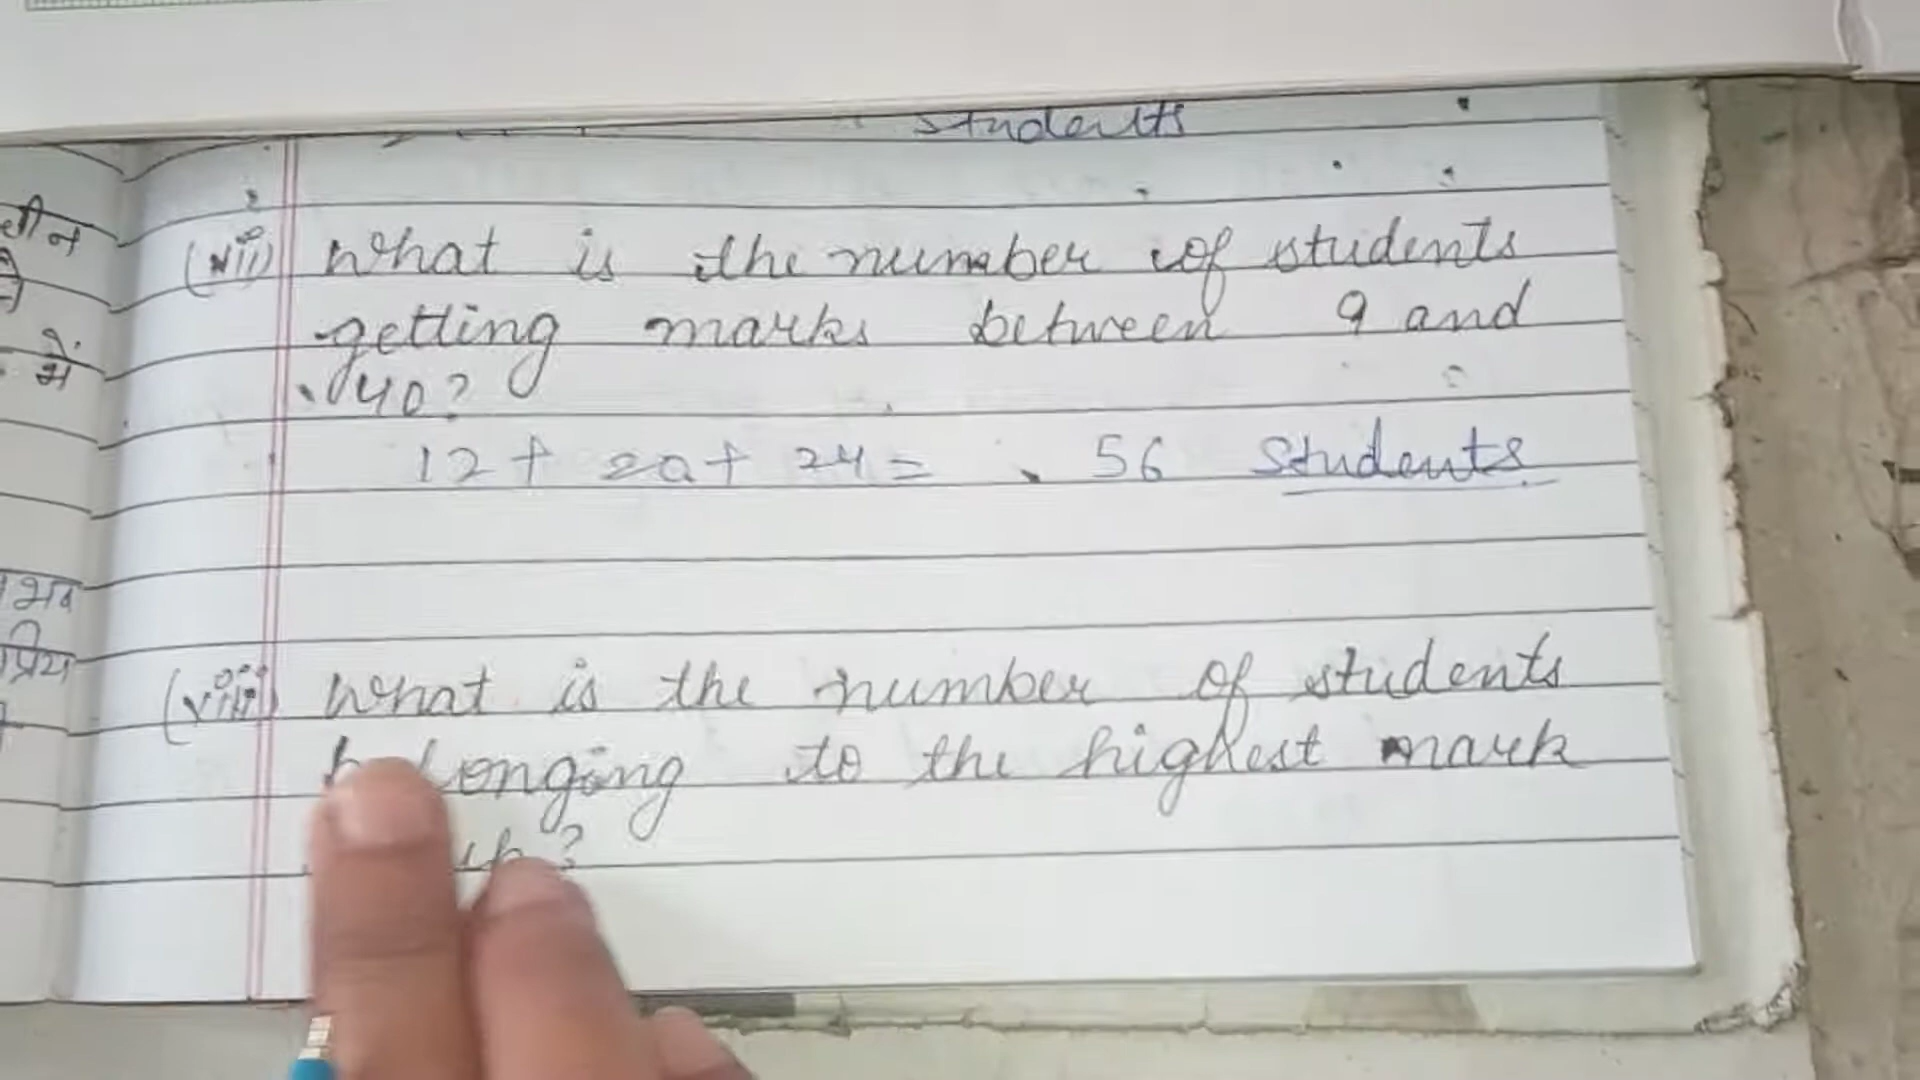 students
(vii) What is the number of students
getting marks between 9 and
40?
12 + 20 + 24 = 56 Students
(viii) What is the number of students
belonging to the highest mark
?